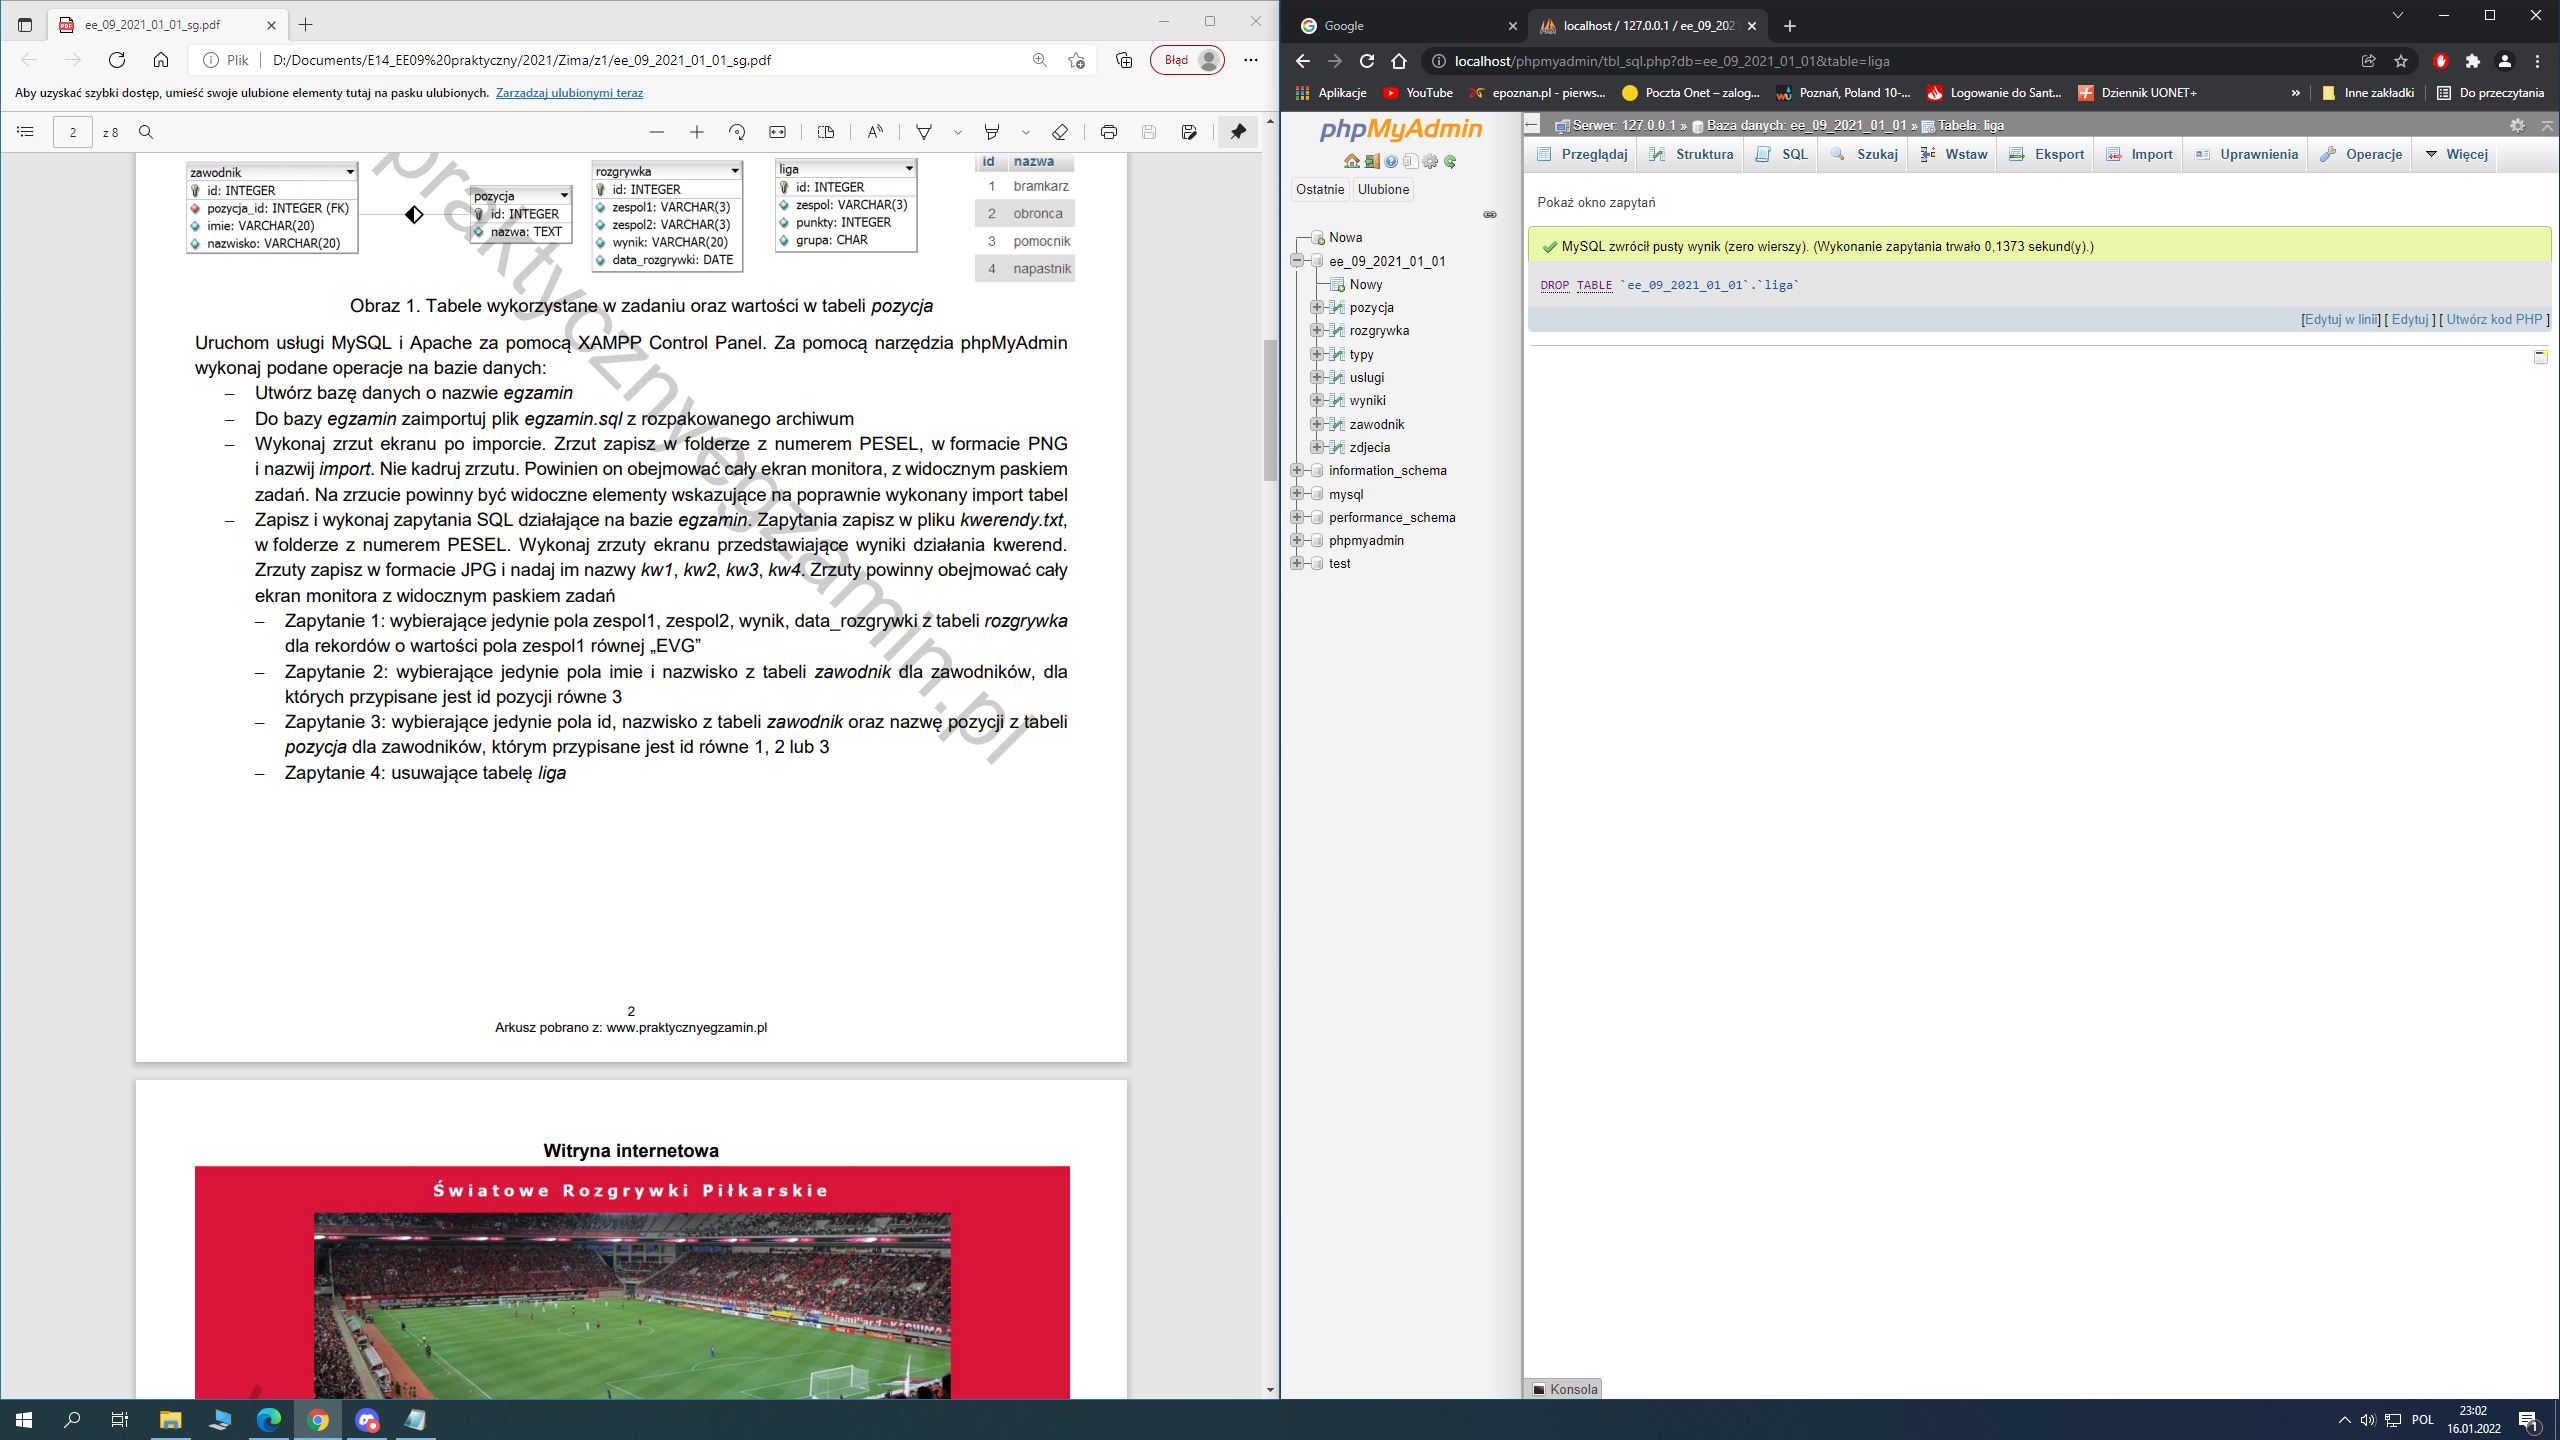 ee_09_2021_01_01_sg.pdf
Plik
D:/Documents/E14_EE09%20praktyczny/2021/Zima/z1/ee_09_2021_01_01_sg.pdf
Błąd
Aby uzyskać szybki dostęp, umieść swoje ulubione elementy tutaj na pasku ulubionych. Zarzadzaj ulubionymi teraz
2 z 8
zawodnik
id: INTEGER
pozycja_id: INTEGER (FK)
imie: VARCHAR(20)
nazwisko: VARCHAR(20)
pozycja
id: INTEGER
nazwa: TEXT
rozgrywka
id: INTEGER
zespol1: VARCHAR(3)
zespol2: VARCHAR(3)
wynik: VARCHAR(20)
data_rozgrywki: DATE
liga
id: INTEGER
zespol: VARCHAR(3)
punkty: INTEGER
grupa: CHAR
id nazwa
1 bramkarz
2 obronca
3 pomocnik
4 napastnik
praktycznyegzamin.pl
Obraz 1. Tabele wykorzystane w zadaniu oraz wartości w tabeli pozycja
Uruchom usługi MySQL i Apache za pomocą XAMPP Control Panel. Za pomocą narzędzia phpMyAdmin
wykonaj podane operacje na bazie danych:
– Utwórz bazę danych o nazwie egzamin
– Do bazy egzamin zaimportuj plik egzamin.sql z rozpakowanego archiwum
– Wykonaj zrzut ekranu po imporcie. Zrzut zapisz w folderze z numerem PESEL, w formacie PNG
i nazwij import. Nie kadruj zrzutu. Powinien on obejmować cały ekran monitora, z widocznym paskiem
zadań. Na zrzucie powinny być widoczne elementy wskazujące na poprawnie wykonany import tabel
– Zapisz i wykonaj zapytania SQL działające na bazie egzamin. Zapytania zapisz w pliku kwerendy.txt,
w folderze z numerem PESEL. Wykonaj zrzuty ekranu przedstawiające wyniki działania kwerend.
Zrzuty zapisz w formacie JPG i nadaj im nazwy kw1, kw2, kw3, kw4. Zrzuty powinny obejmować cały
ekran monitora z widocznym paskiem zadań
– Zapytanie 1: wybierające jedynie pola zespol1, zespol2, wynik, data_rozgrywki z tabeli rozgrywka
dla rekordów o wartości pola zespol1 równej „EVG”
– Zapytanie 2: wybierające jedynie pola imie i nazwisko z tabeli zawodnik dla zawodników, dla
których przypisane jest id pozycji równe 3
– Zapytanie 3: wybierające jedynie pola id, nazwisko z tabeli zawodnik oraz nazwę pozycji z tabeli
pozycja dla zawodników, którym przypisane jest id równe 1, 2 lub 3
– Zapytanie 4: usuwające tabelę liga
2
Arkusz pobrano z: www.praktycznyegzamin.pl
Witryna internetowa
Światowe Rozgrywki Piłkarskie
Google
localhost / 127.0.0.1 / ee_09_202
localhost/phpmyadmin/tbl_sql.php?db=ee_09_2021_01_01&table=liga
Aplikacje
YouTube
epoznan.pl - pierws...
Poczta Onet – zalog...
Poznań, Poland 10-...
Logowanie do Sant...
Dziennik UONET+
»
Inne zakładki
Do przeczytania
phpMyAdmin
Ostatnie
Ulubione
Nowa
ee_09_2021_01_01
Nowy
pozycja
rozgrywka
typy
uslugi
wyniki
zawodnik
zdjecia
information_schema
mysql
performance_schema
phpmyadmin
test
Serwer: 127.0.0.1 » Baza danych: ee_09_2021_01_01 » Tabela: liga
Przeglądaj
Struktura
SQL
Szukaj
Wstaw
Eksport
Import
Uprawnienia
Operacje
Więcej
Pokaż okno zapytań
MySQL zwrócił pusty wynik (zero wierszy). (Wykonanie zapytania trwało 0,1373 sekund(y).)
DROP TABLE `ee_09_2021_01_01`.`liga`
[Edytuj w linii] [ Edytuj ] [ Utwórz kod PHP ]
Konsola
POL
23:02
16.01.2022
1